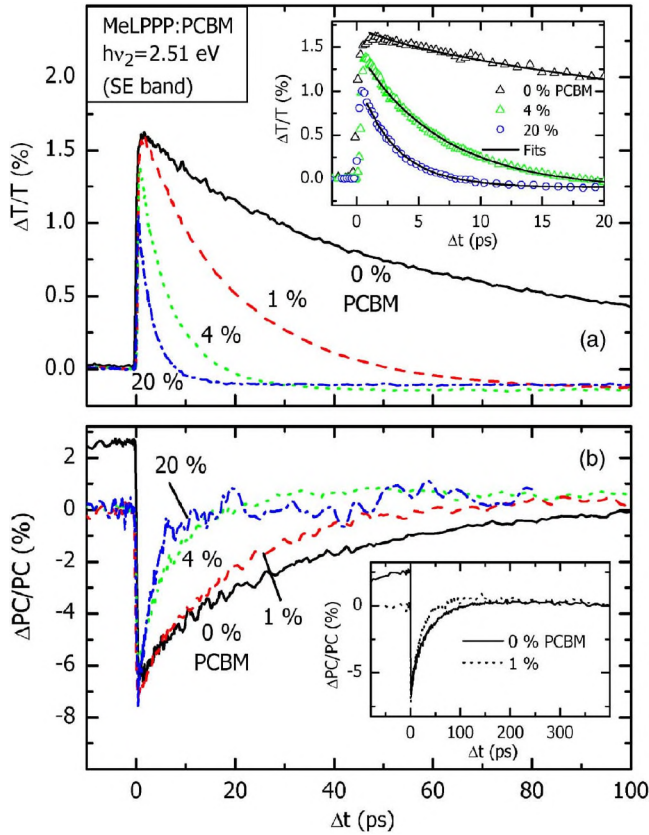 MeLPPP:PCBM
hν₂=2.51 eV
(SE band)
2.0
1.5
1.0
0.5
0.0
ΔT/T (%)
0 %
PCBM
1 %
4 %
20 %
(a)
1.5
1.0
0.5
0.0
ΔT/T (%)
0 % PCBM
4 %
20 %
Fits
0 5 10 15 20
Δt (ps)
2
0
-2
-4
-6
-8
ΔPC/PC (%)
(b)
20 %
4 %
1 %
0 %
PCBM
0
-5
ΔPC/PC (%)
0 % PCBM
1 %
0 100 200 300
Δt (ps)
0 20 40 60 80 100
Δt (ps)